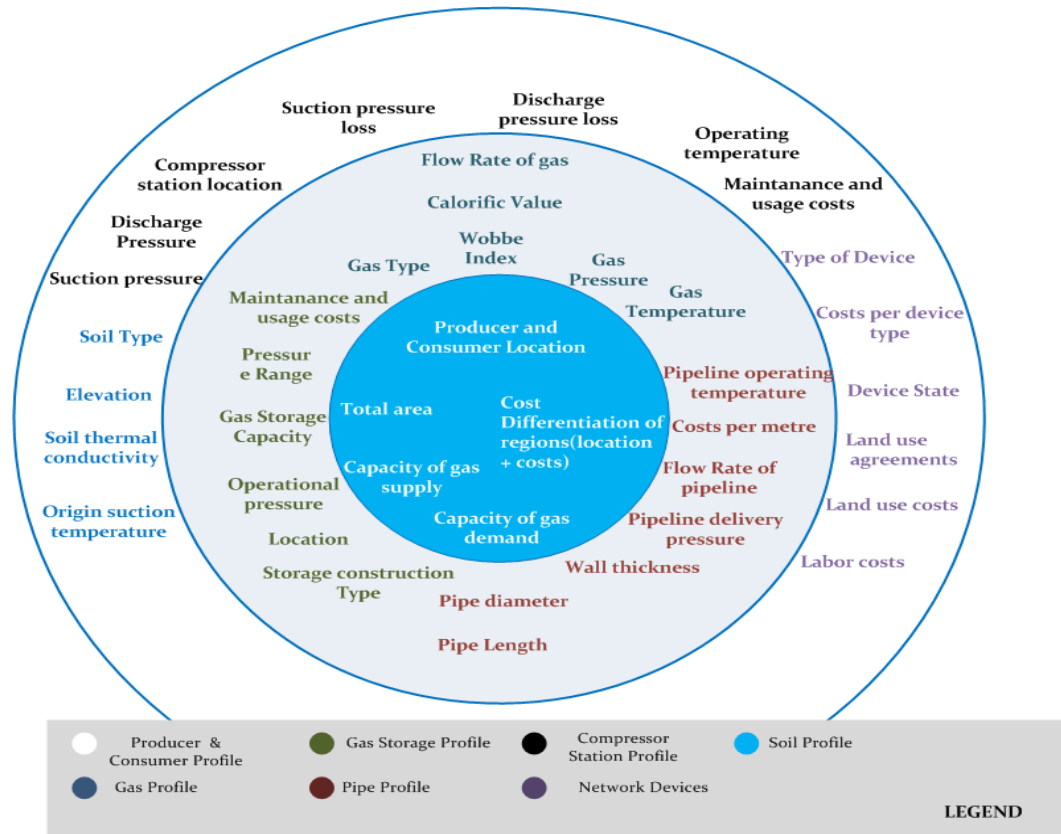 Suction pressure
loss
Discharge
pressure loss
Operating
temperature
Compressor
station location
Maintanance and
usage costs
Discharge
Pressure
Suction pressure
Flow Rate of gas
Calorific Value
Wobbe
Index
Gas Type
Gas
Pressure
Gas
Temperature
Type of Device
Costs per device
type
Device State
Land use
agreements
Land use costs
Labor costs
Soil Type
Elevation
Soil thermal
conductivity
Origin suction
temperature
Maintanance and
usage costs
Pressur
e Range
Gas Storage
Capacity
Operational
pressure
Location
Storage construction
Type
Producer and
Consumer Location
Total area
Cost
Differentiation of
regions(location
+ costs)
Capacity of gas
supply
Capacity of gas
demand
Pipeline operating
temperature
Costs per metre
Flow Rate of
pipeline
Pipeline delivery
pressure
Wall thickness
Pipe diameter
Pipe Length
Producer &
Consumer Profile
Gas Storage Profile
Compressor
Station Profile
Soil Profile
Gas Profile
Pipe Profile
Network Devices
LEGEND